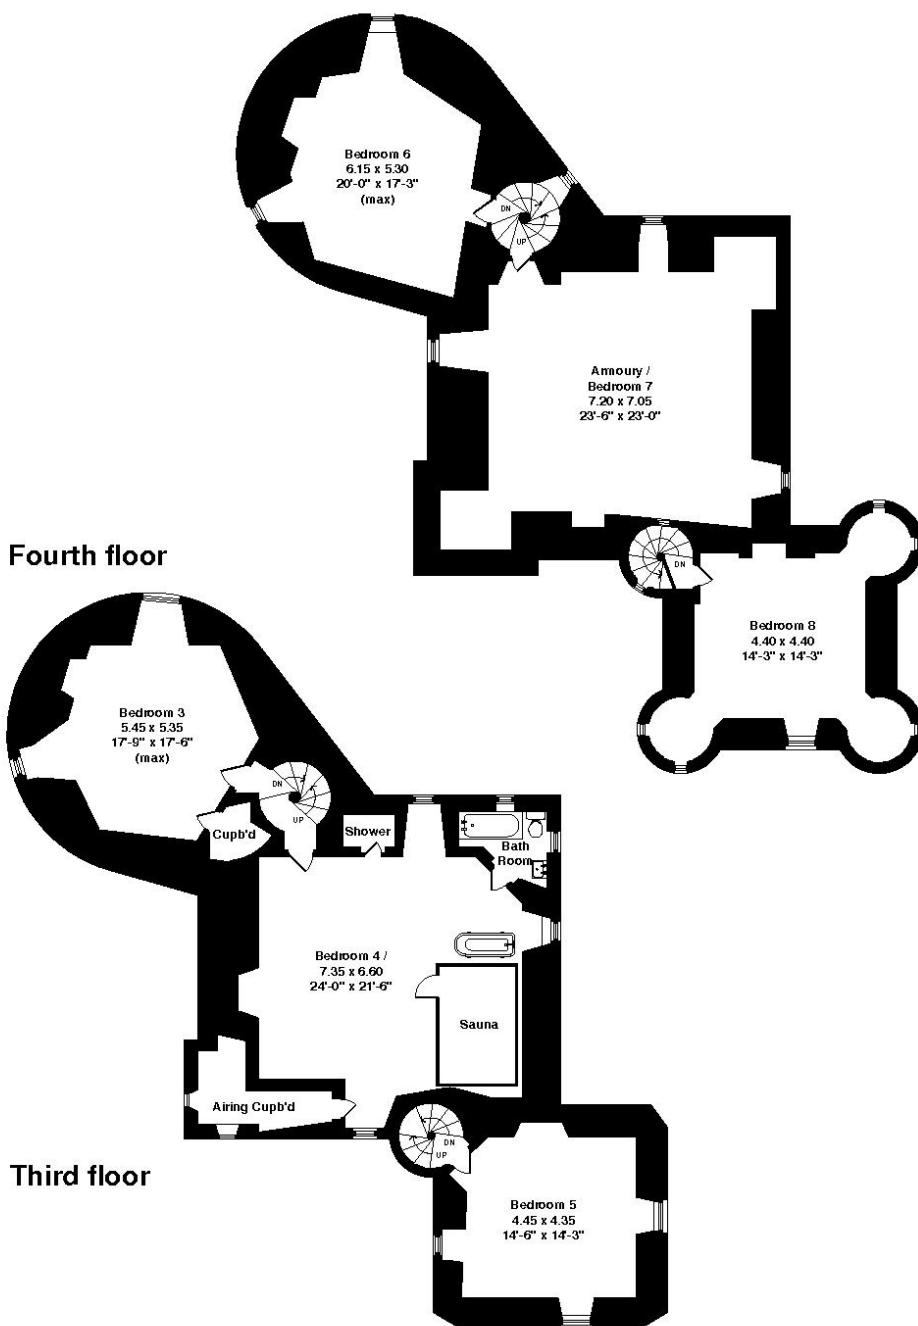 Bedroom 6
6.15 x 5.30
20'-0" x 17'-3"
(max)
DN
UP
Armoury /
Bedroom 7
7.20 x 7.05
23'-6" x 23'-0"
Fourth floor
DN
Bedroom 8
4.40 x 4.40
14'-3" x 14'-3"
Bedroom 3
5.45 x 5.35
17'-9" x 17'-6"
(max)
DN
UP
Cupb'd
Shower
Bath
Room
Bedroom 4 /
7.35 x 6.60
24'-0" x 21'-6"
Sauna
Airing Cupb'd
DN
UP
Third floor
Bedroom 5
4.45 x 4.35
14'-6" x 14'-3"